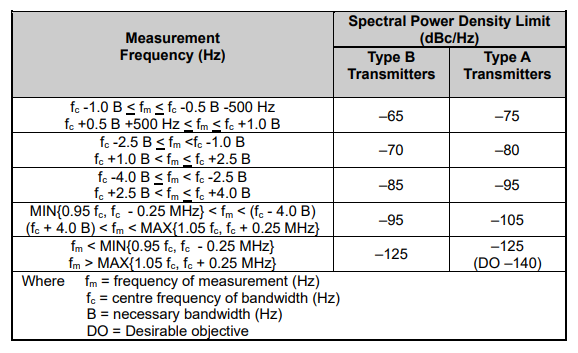 Measurement
Frequency (Hz)
Spectral Power Density Limit
(dBc/Hz)
Type B
Transmitters
Type A
Transmitters
fc -1.0 B ≤ fm ≤ fc -0.5 B -500 Hz
fc +0.5 B +500 Hz ≤ fm ≤ fc +1.0 B
–65
–75
fc -2.5 B ≤ fm <fc -1.0 B
fc +1.0 B < fm ≤ fc +2.5 B
–70
–80
fc -4.0 B ≤ fm < fc -2.5 B
fc +2.5 B < fm ≤ fc +4.0 B
–85
–95
MIN{0.95 fc, fc - 0.25 MHz} < fm < (fc - 4.0 B)
(fc + 4.0 B) < fm < MAX{1.05 fc, fc + 0.25 MHz}
–95
–105
fm < MIN{0.95 fc, fc - 0.25 MHz}
fm > MAX{1.05 fc, fc + 0.25 MHz}
–125
–125
(DO –140)
Where fm = frequency of measurement (Hz)
fc = centre frequency of bandwidth (Hz)
B = necessary bandwidth (Hz)
DO = Desirable objective